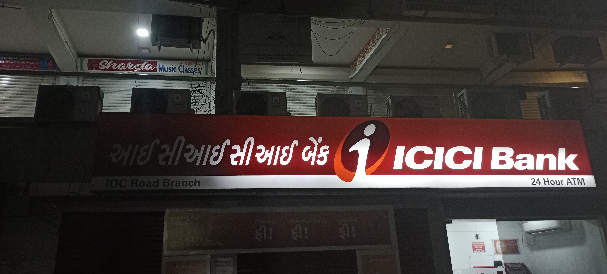 Sharda Music Classes
આઈસીઆઈસીઆઈ બેંક
ICICI Bank
IOC Road Branch
24 Hour ATM
ફ્રી! ફ્રી! ફ્રી!